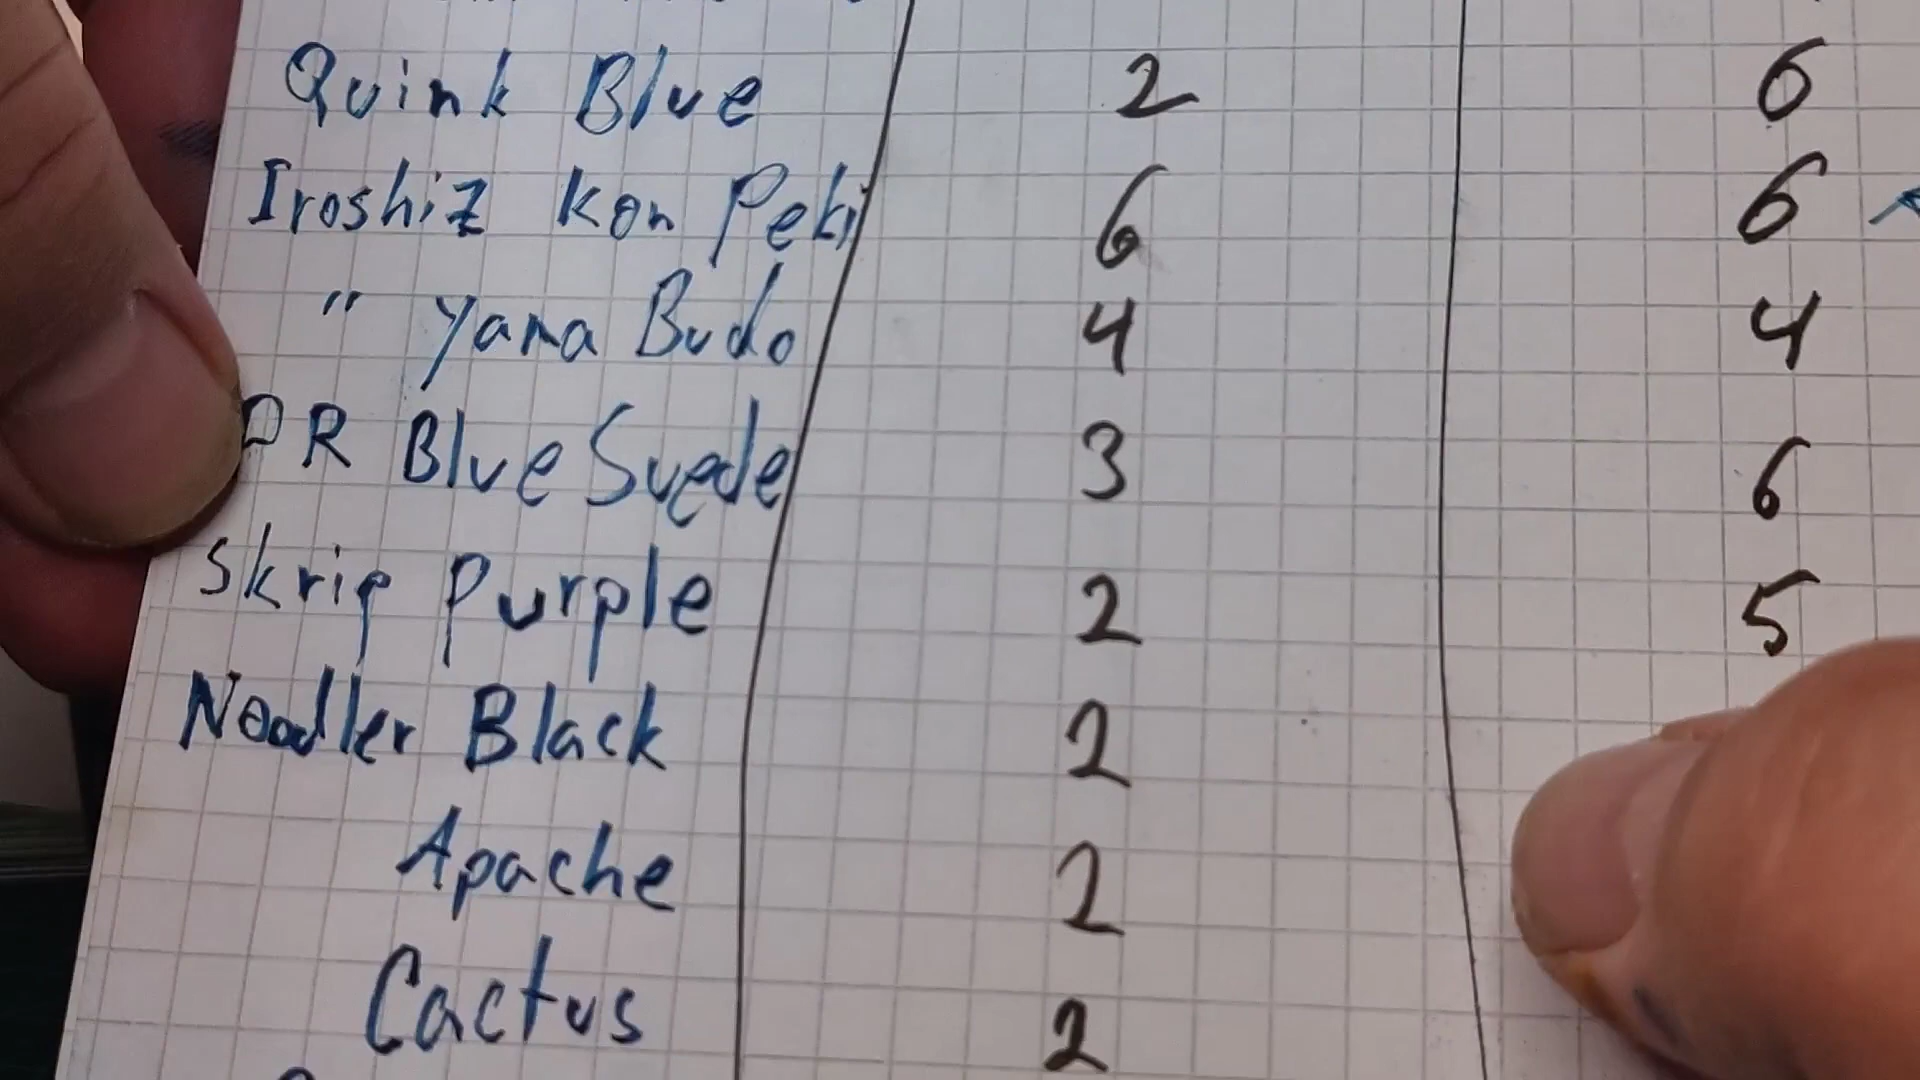 Quink Blue 2 6
Iroshiz Kon Peki 6 6
" Yama Budo 4 4
DR Blue Suede 3 6
Skrip Purple 2 5
Noodler Black 2
Apache 2
Cactus 2